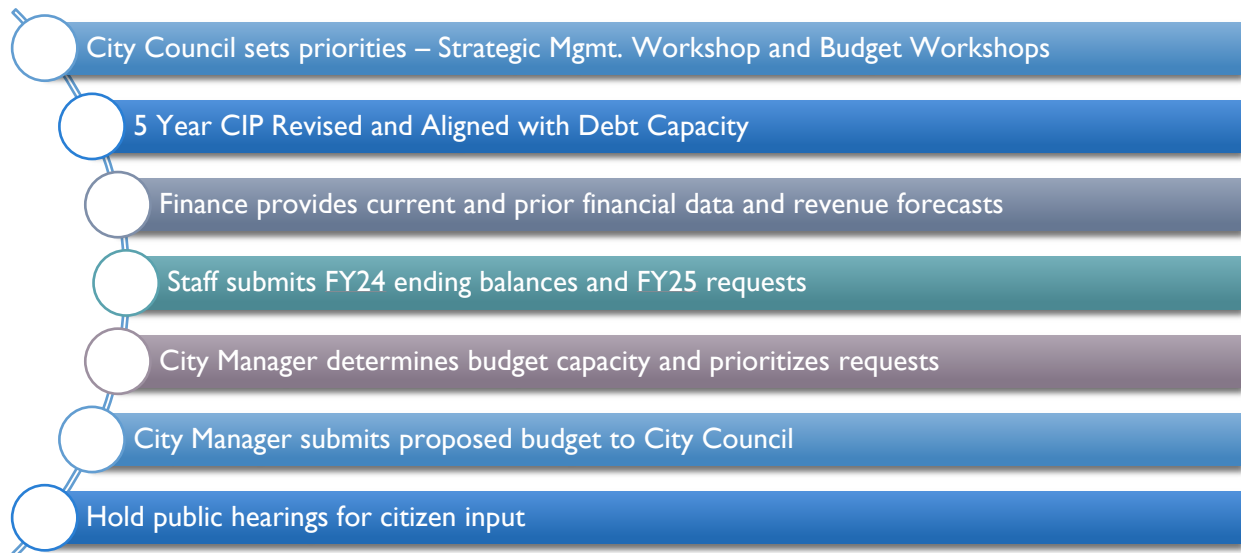 City Council sets priorities – Strategic Mgmt. Workshop and Budget Workshops
5 Year CIP Revised and Aligned with Debt Capacity
Finance provides current and prior financial data and revenue forecasts
Staff submits FY24 ending balances and FY25 requests
City Manager determines budget capacity and prioritizes requests
City Manager submits proposed budget to City Council
Hold public hearings for citizen input